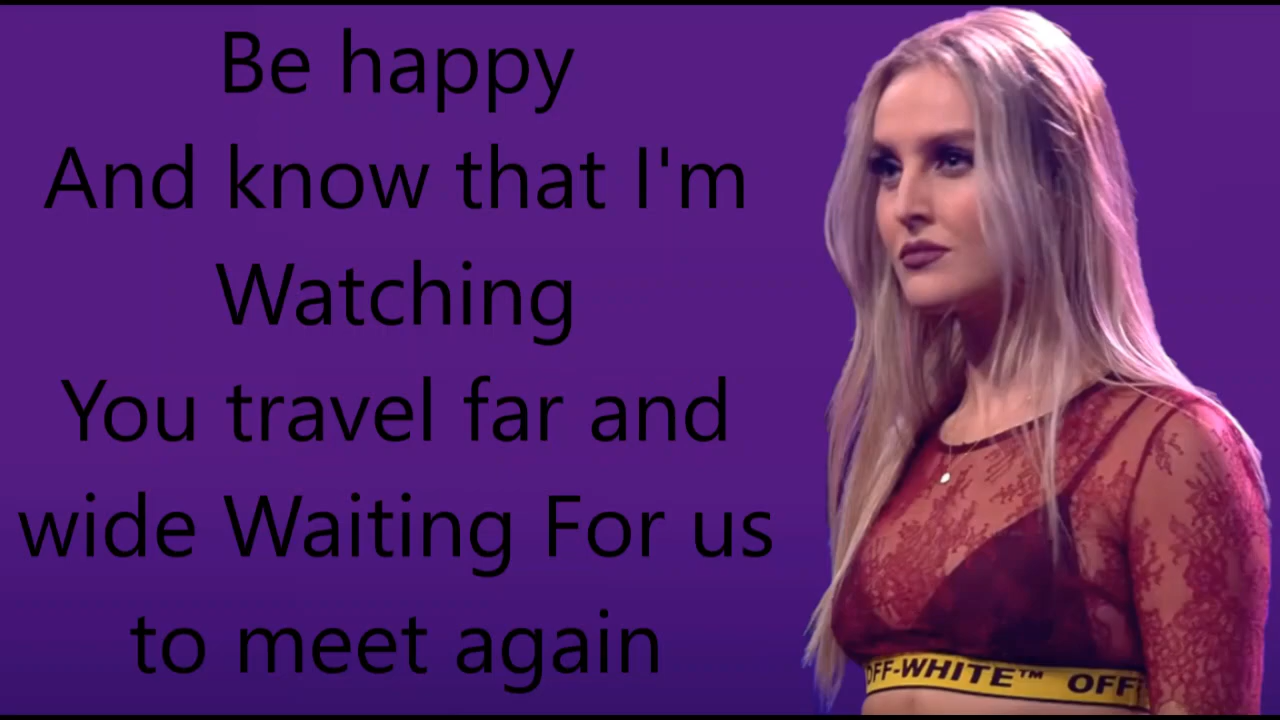 Be happy
And know that I'm
Watching
You travel far and
wide Waiting For us
to meet again
OFF-WHITE™ OFF